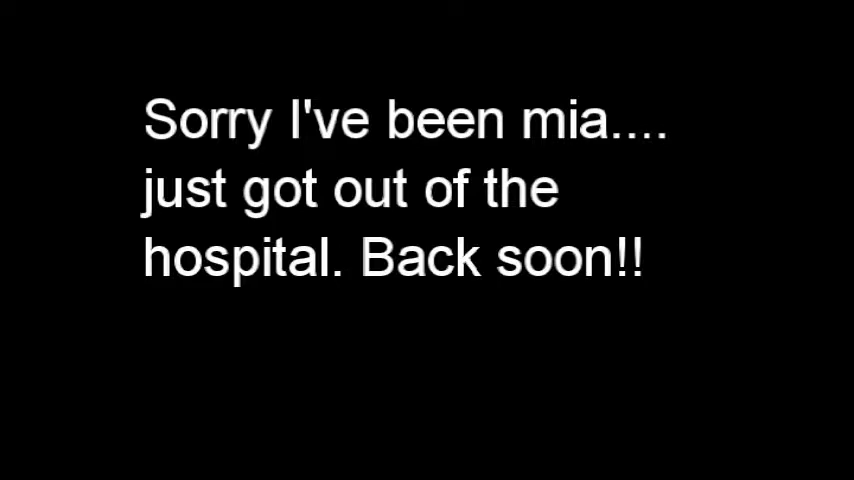 Sorry I've been mia....
just got out of the
hospital. Back soon!!